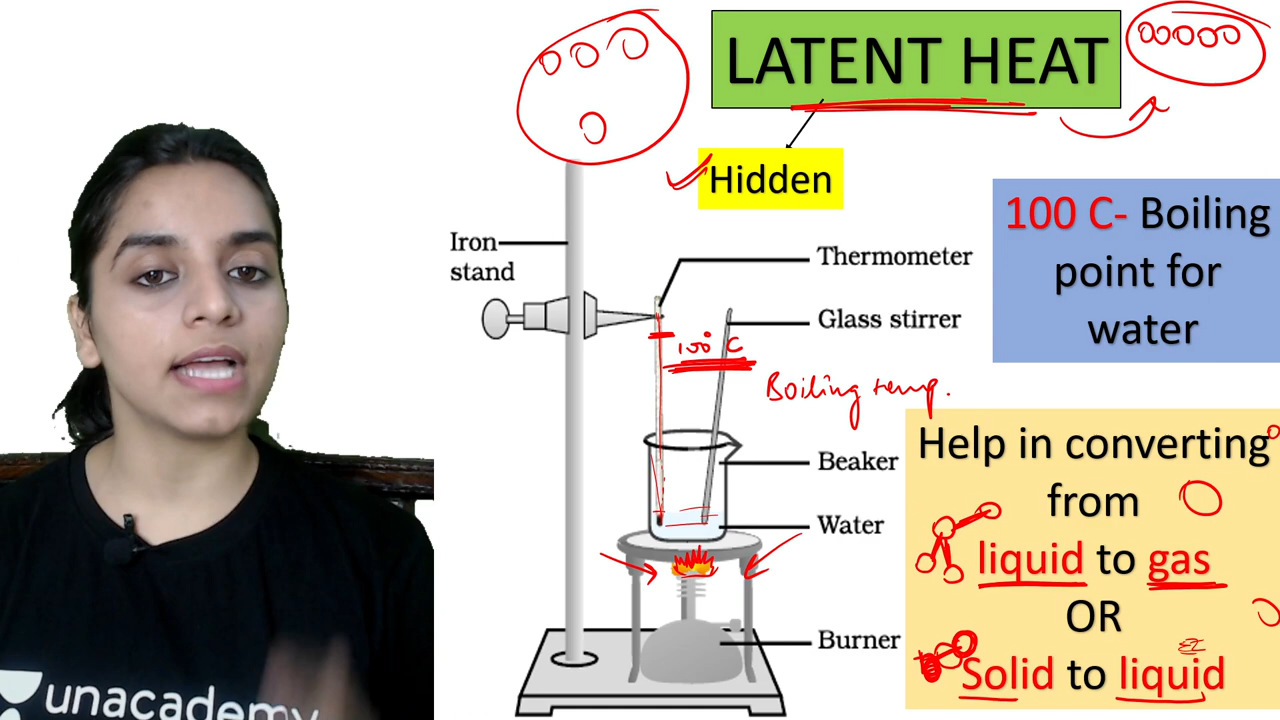 LATENT HEAT
Hidden
100 C- Boiling
point for
water
Iron
stand
Thermometer
Glass stirrer
100° C
Boiling temp.
Beaker
Water
Burner
Help in converting
from
liquid to gas
OR
Solid to liquid
unacademy